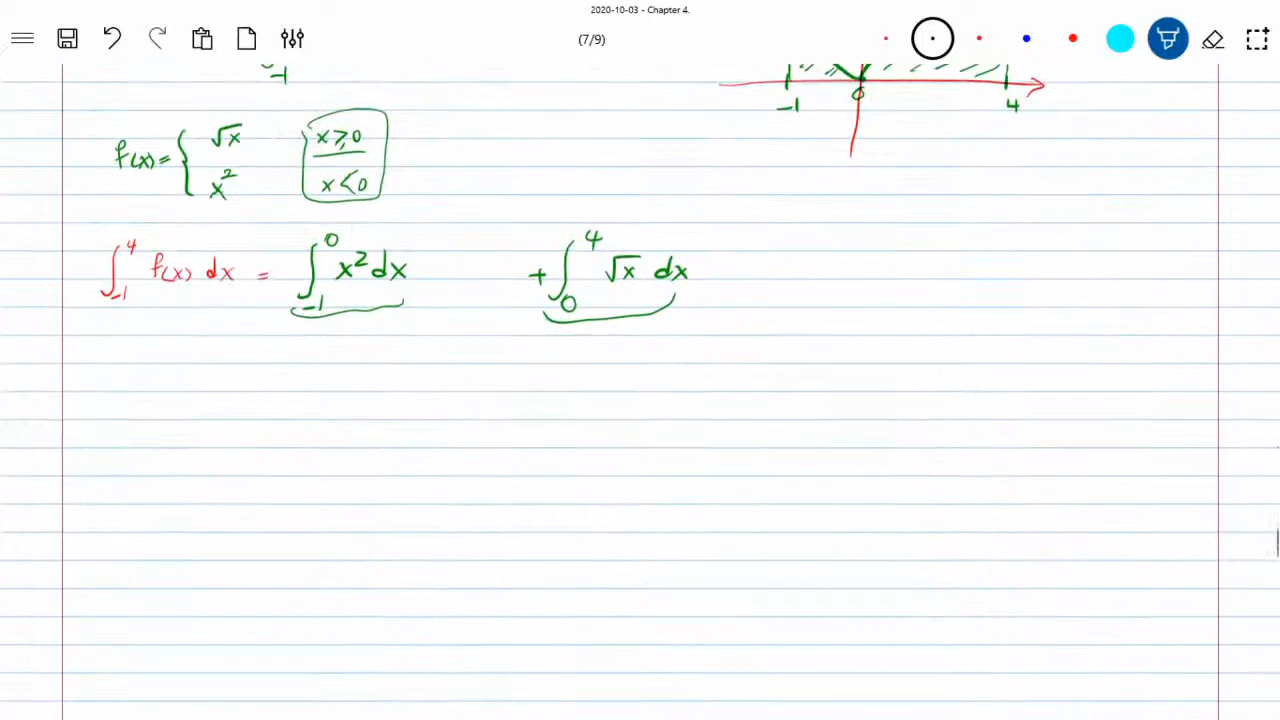 2020-10-03 - Chapter 4.
(7/9)
-1
-1 0 4
f(x) = { √x x ≥ 0
x² x < 0
∫₋₁⁴ f(x) dx = ∫₋₁⁰ x² dx + ∫₀⁴ √x dx